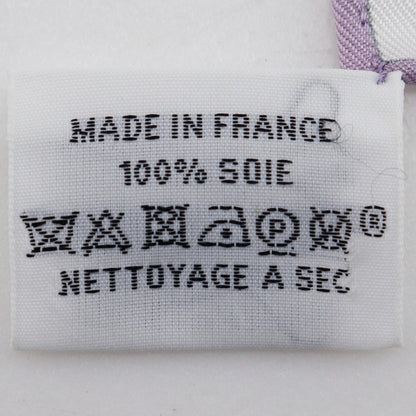 MADE IN FRANCE
100% SOIE
P W ®
NETTOYAGE A SEC